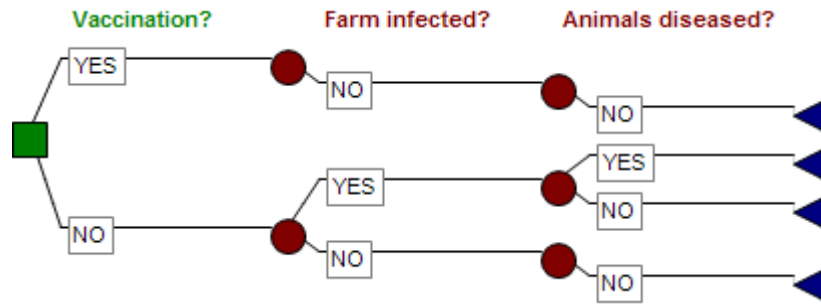 Vaccination? Farm infected? Animals diseased?
YES
NO
NO
YES
YES
NO
NO
NO
NO